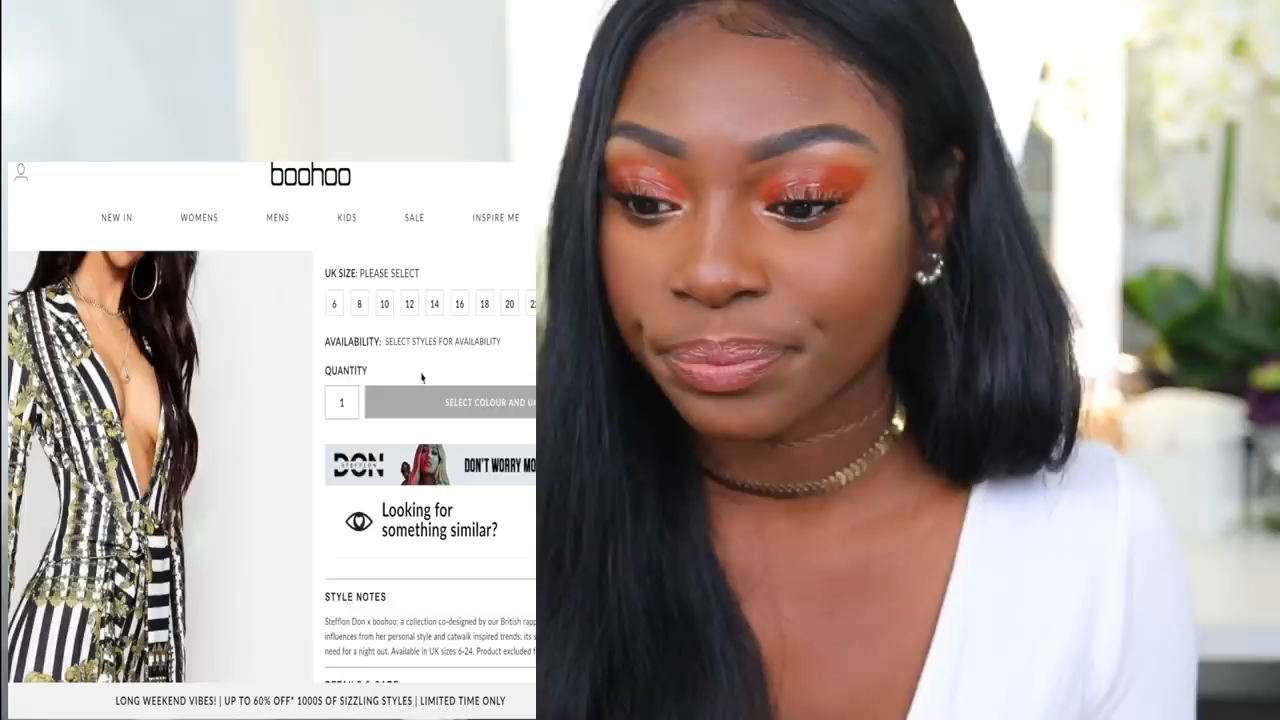 boohoo
NEW IN WOMENS MENS KIDS SALE INSPIRE ME
UK SIZE: PLEASE SELECT
6 8 10 12 14 16 18 20
AVAILABILITY: SELECT STYLES FOR AVAILABILITY
QUANTITY
1 SELECT COLOUR AND
DON DON'T WORRY
STEFFLON
Looking for
something similar?
STYLE NOTES
Stefflon Don x boohoo; a collection co-designed by our British
influences from her personal style and catwalk inspired trends; its
need for a night out. Available in UK sizes 6-24. Product excluded
LONG WEEKEND VIBES! | UP TO 60% OFF* 1000S OF SIZZLING STYLES | LIMITED TIME ONLY